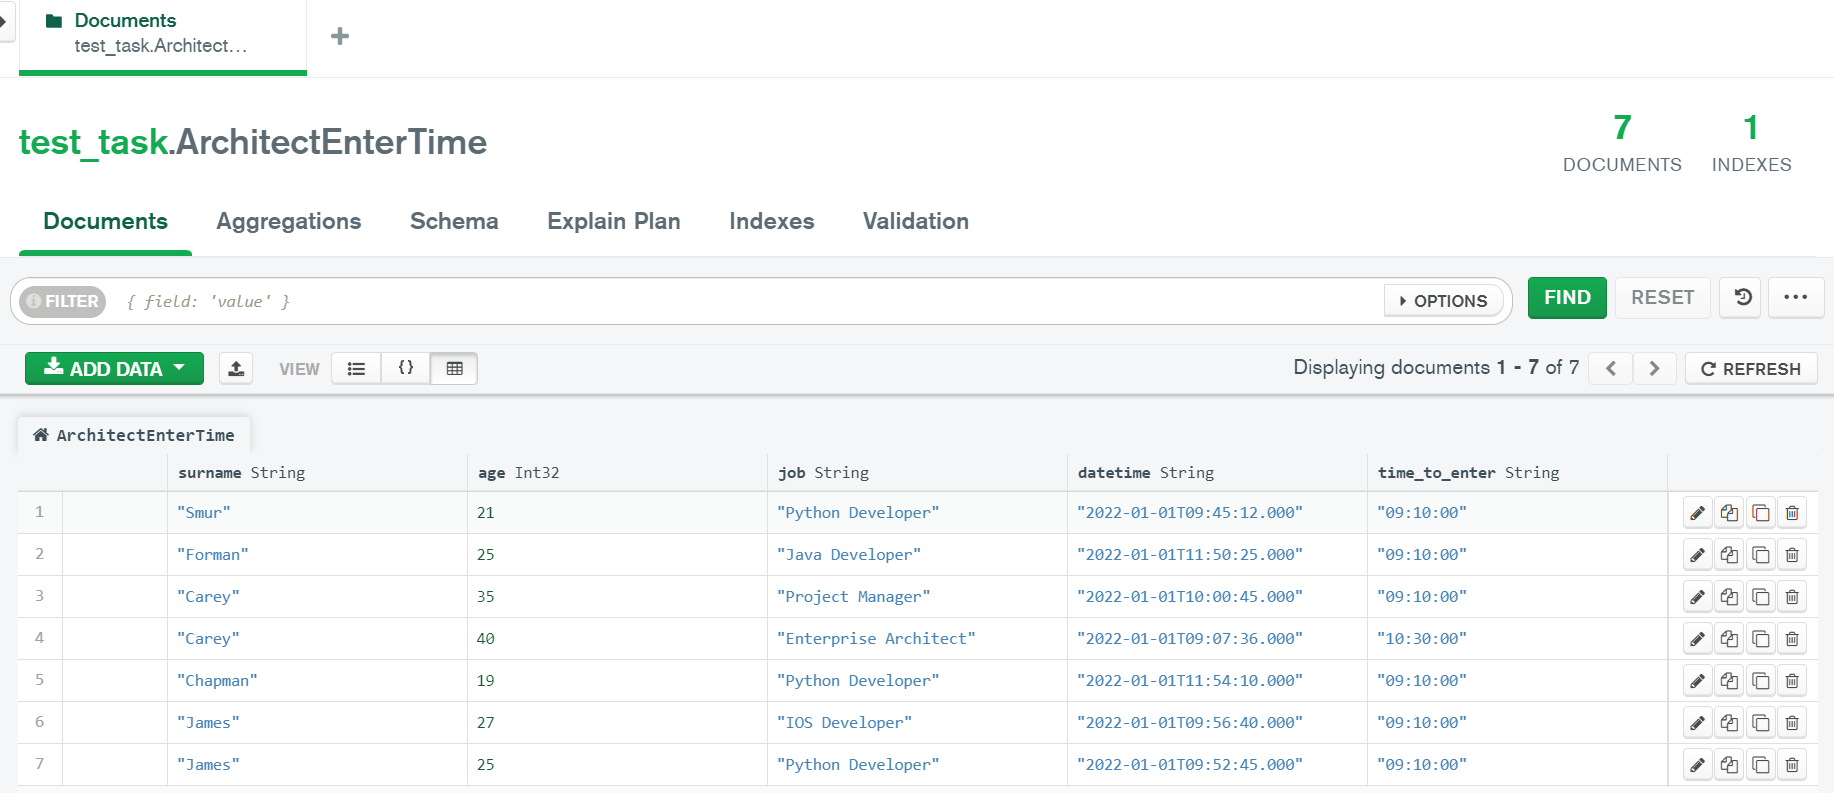 Documents
test_task.Architect...
test_task.ArchitectEnterTime
7
DOCUMENTS
1
INDEXES
Documents Aggregations Schema Explain Plan Indexes Validation
FILTER { field: 'value' } OPTIONS FIND RESET ...
ADD DATA VIEW {} Displaying documents 1 - 7 of 7 REFRESH
ArchitectEnterTime
surname String age Int32 job String datetime String time_to_enter String
1 "Smur" 21 "Python Developer" "2022-01-01T09:45:12.000" "09:10:00"
2 "Forman" 25 "Java Developer" "2022-01-01T11:50:25.000" "09:10:00"
3 "Carey" 35 "Project Manager" "2022-01-01T10:00:45.000" "09:10:00"
4 "Carey" 40 "Enterprise Architect" "2022-01-01T09:07:36.000" "10:30:00"
5 "Chapman" 19 "Python Developer" "2022-01-01T11:54:10.000" "09:10:00"
6 "James" 27 "IOS Developer" "2022-01-01T09:56:40.000" "09:10:00"
7 "James" 25 "Python Developer" "2022-01-01T09:52:45.000" "09:10:00"